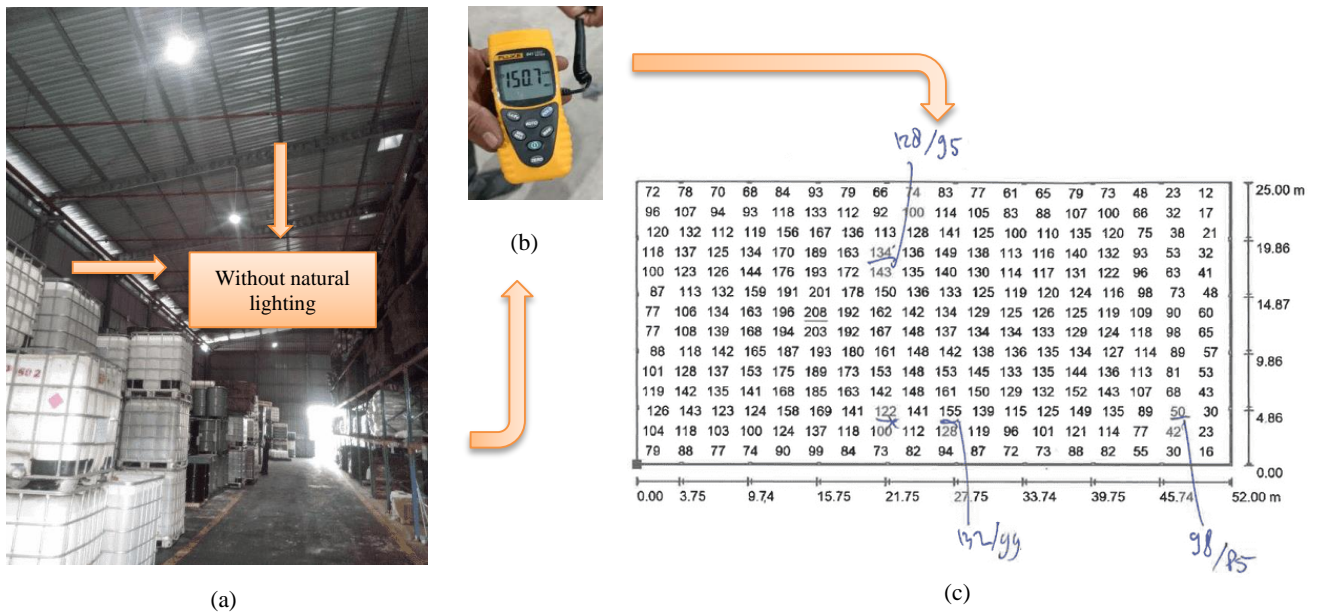 Without natural
lighting
FLUKE
150.7
(b)
128/95
72 78 70 68 84 93 79 66 74 83 77 61 65 79 73 48 23 12
96 107 94 93 118 133 112 92 100 114 105 83 88 107 100 66 32 17
120 132 112 119 156 167 136 113 128 141 125 100 110 135 120 75 38 21
118 137 125 134 170 189 163 134 136 149 138 113 116 140 132 93 53 32
100 123 126 144 176 193 172 143 135 140 130 114 117 131 122 96 63 41
87 113 132 159 191 201 178 150 136 133 125 119 120 124 116 98 73 48
77 106 134 163 196 208 192 162 142 134 129 125 126 125 119 109 90 60
77 108 139 168 194 203 192 167 148 137 134 134 133 129 124 118 98 65
88 118 142 165 187 193 180 161 148 142 138 136 135 134 127 114 89 57
101 128 137 153 175 189 173 153 148 153 145 133 135 144 136 113 81 53
119 142 135 141 168 185 163 142 148 161 150 129 132 152 143 107 68 43
126 143 123 124 158 169 141 122 141 155 139 115 125 149 135 89 50 30
104 118 103 100 124 137 118 100 112 128 119 96 101 121 114 77 42 23
79 88 77 74 90 99 84 73 82 94 87 72 73 88 82 55 30 16
25.00 m
19.86
14.87
9.86
4.86
0.00
0.00 3.75 9.74 15.75 21.75 27.75 33.74 39.75 45.74 52.00 m
132/99
98/85
(a)
(c)